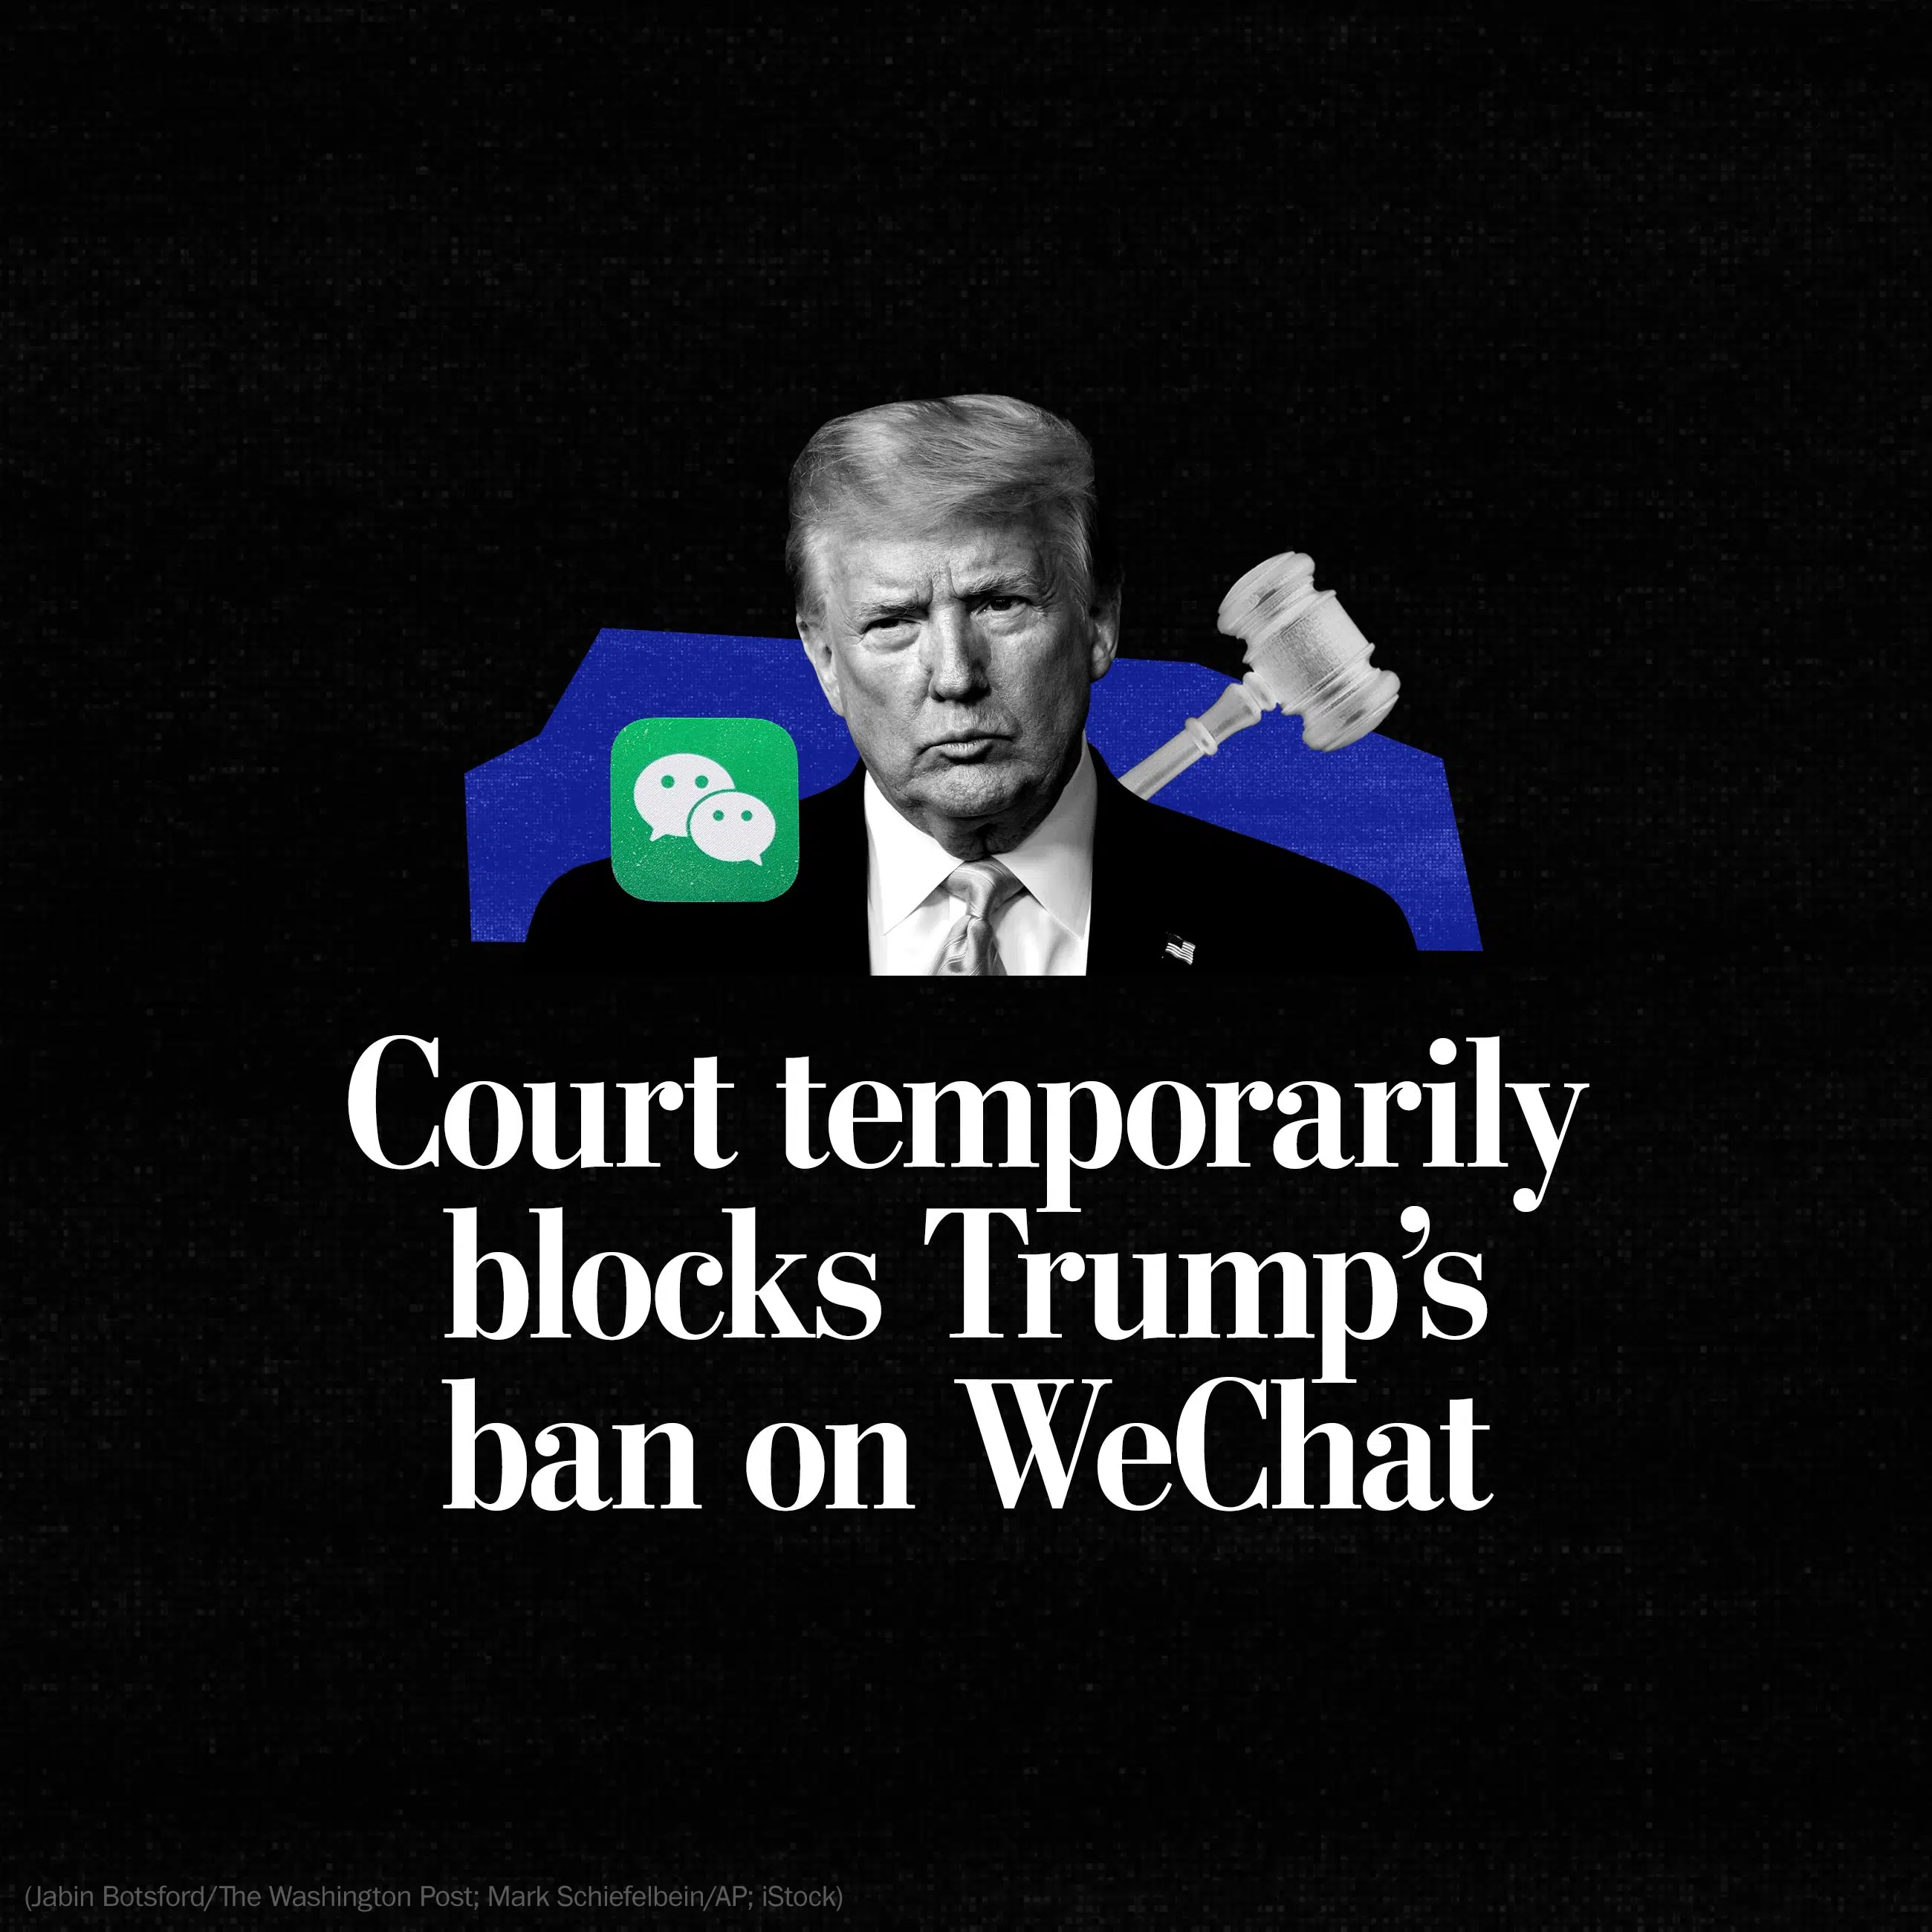 Court temporarily
blocks Trump’s
ban on WeChat
(Jabin Botsford/The Washington Post; Mark Schiefelbein/AP; iStock)